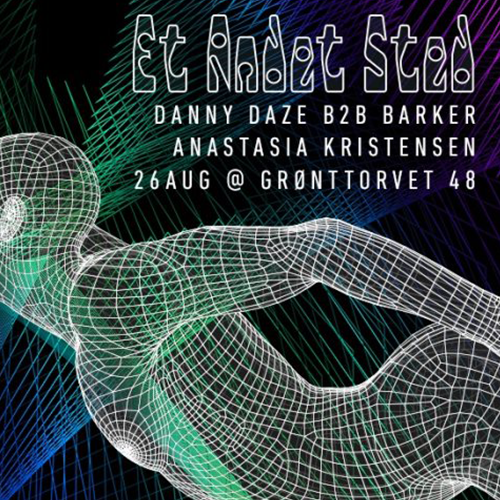 Et Andet Sted
DANNY DAZE B2B BARKER
ANASTASIA KRISTENSEN
26AUG @ GRØNTTORVET 48